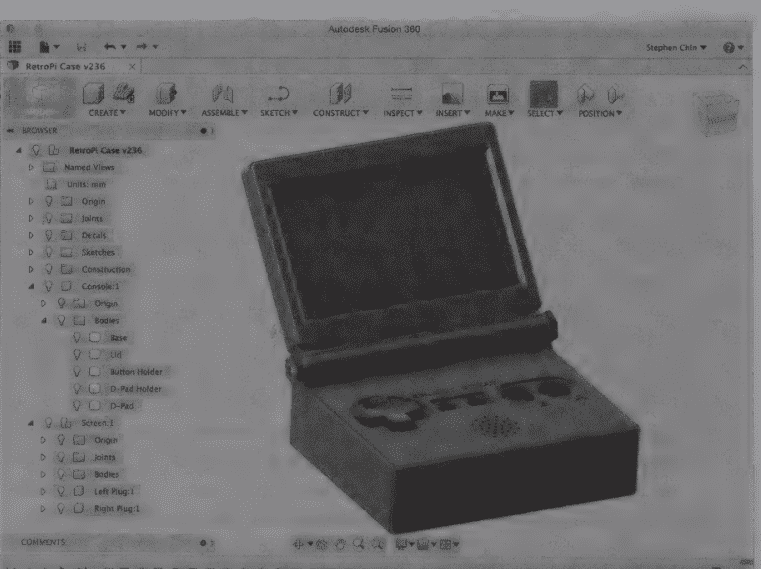 Autodesk Fusion 360
Stephen Chin
RetroPi Case v236
CREATE MODIFY ASSEMBLE SKETCH CONSTRUCT INSPECT INSERT MAKE SELECT POSITION
BROWSER
RetroPi Case v236
Named Views
Units: mm
Origin
Joints
Decals
Sketches
Construction
Console:1
Origin
Bodies
Base
Lid
Button Holder
D-Pad Holder
D-Pad
Screen:1
Origin
Joints
Bodies
Left Plug:1
Right Plug:1
COMMENTS